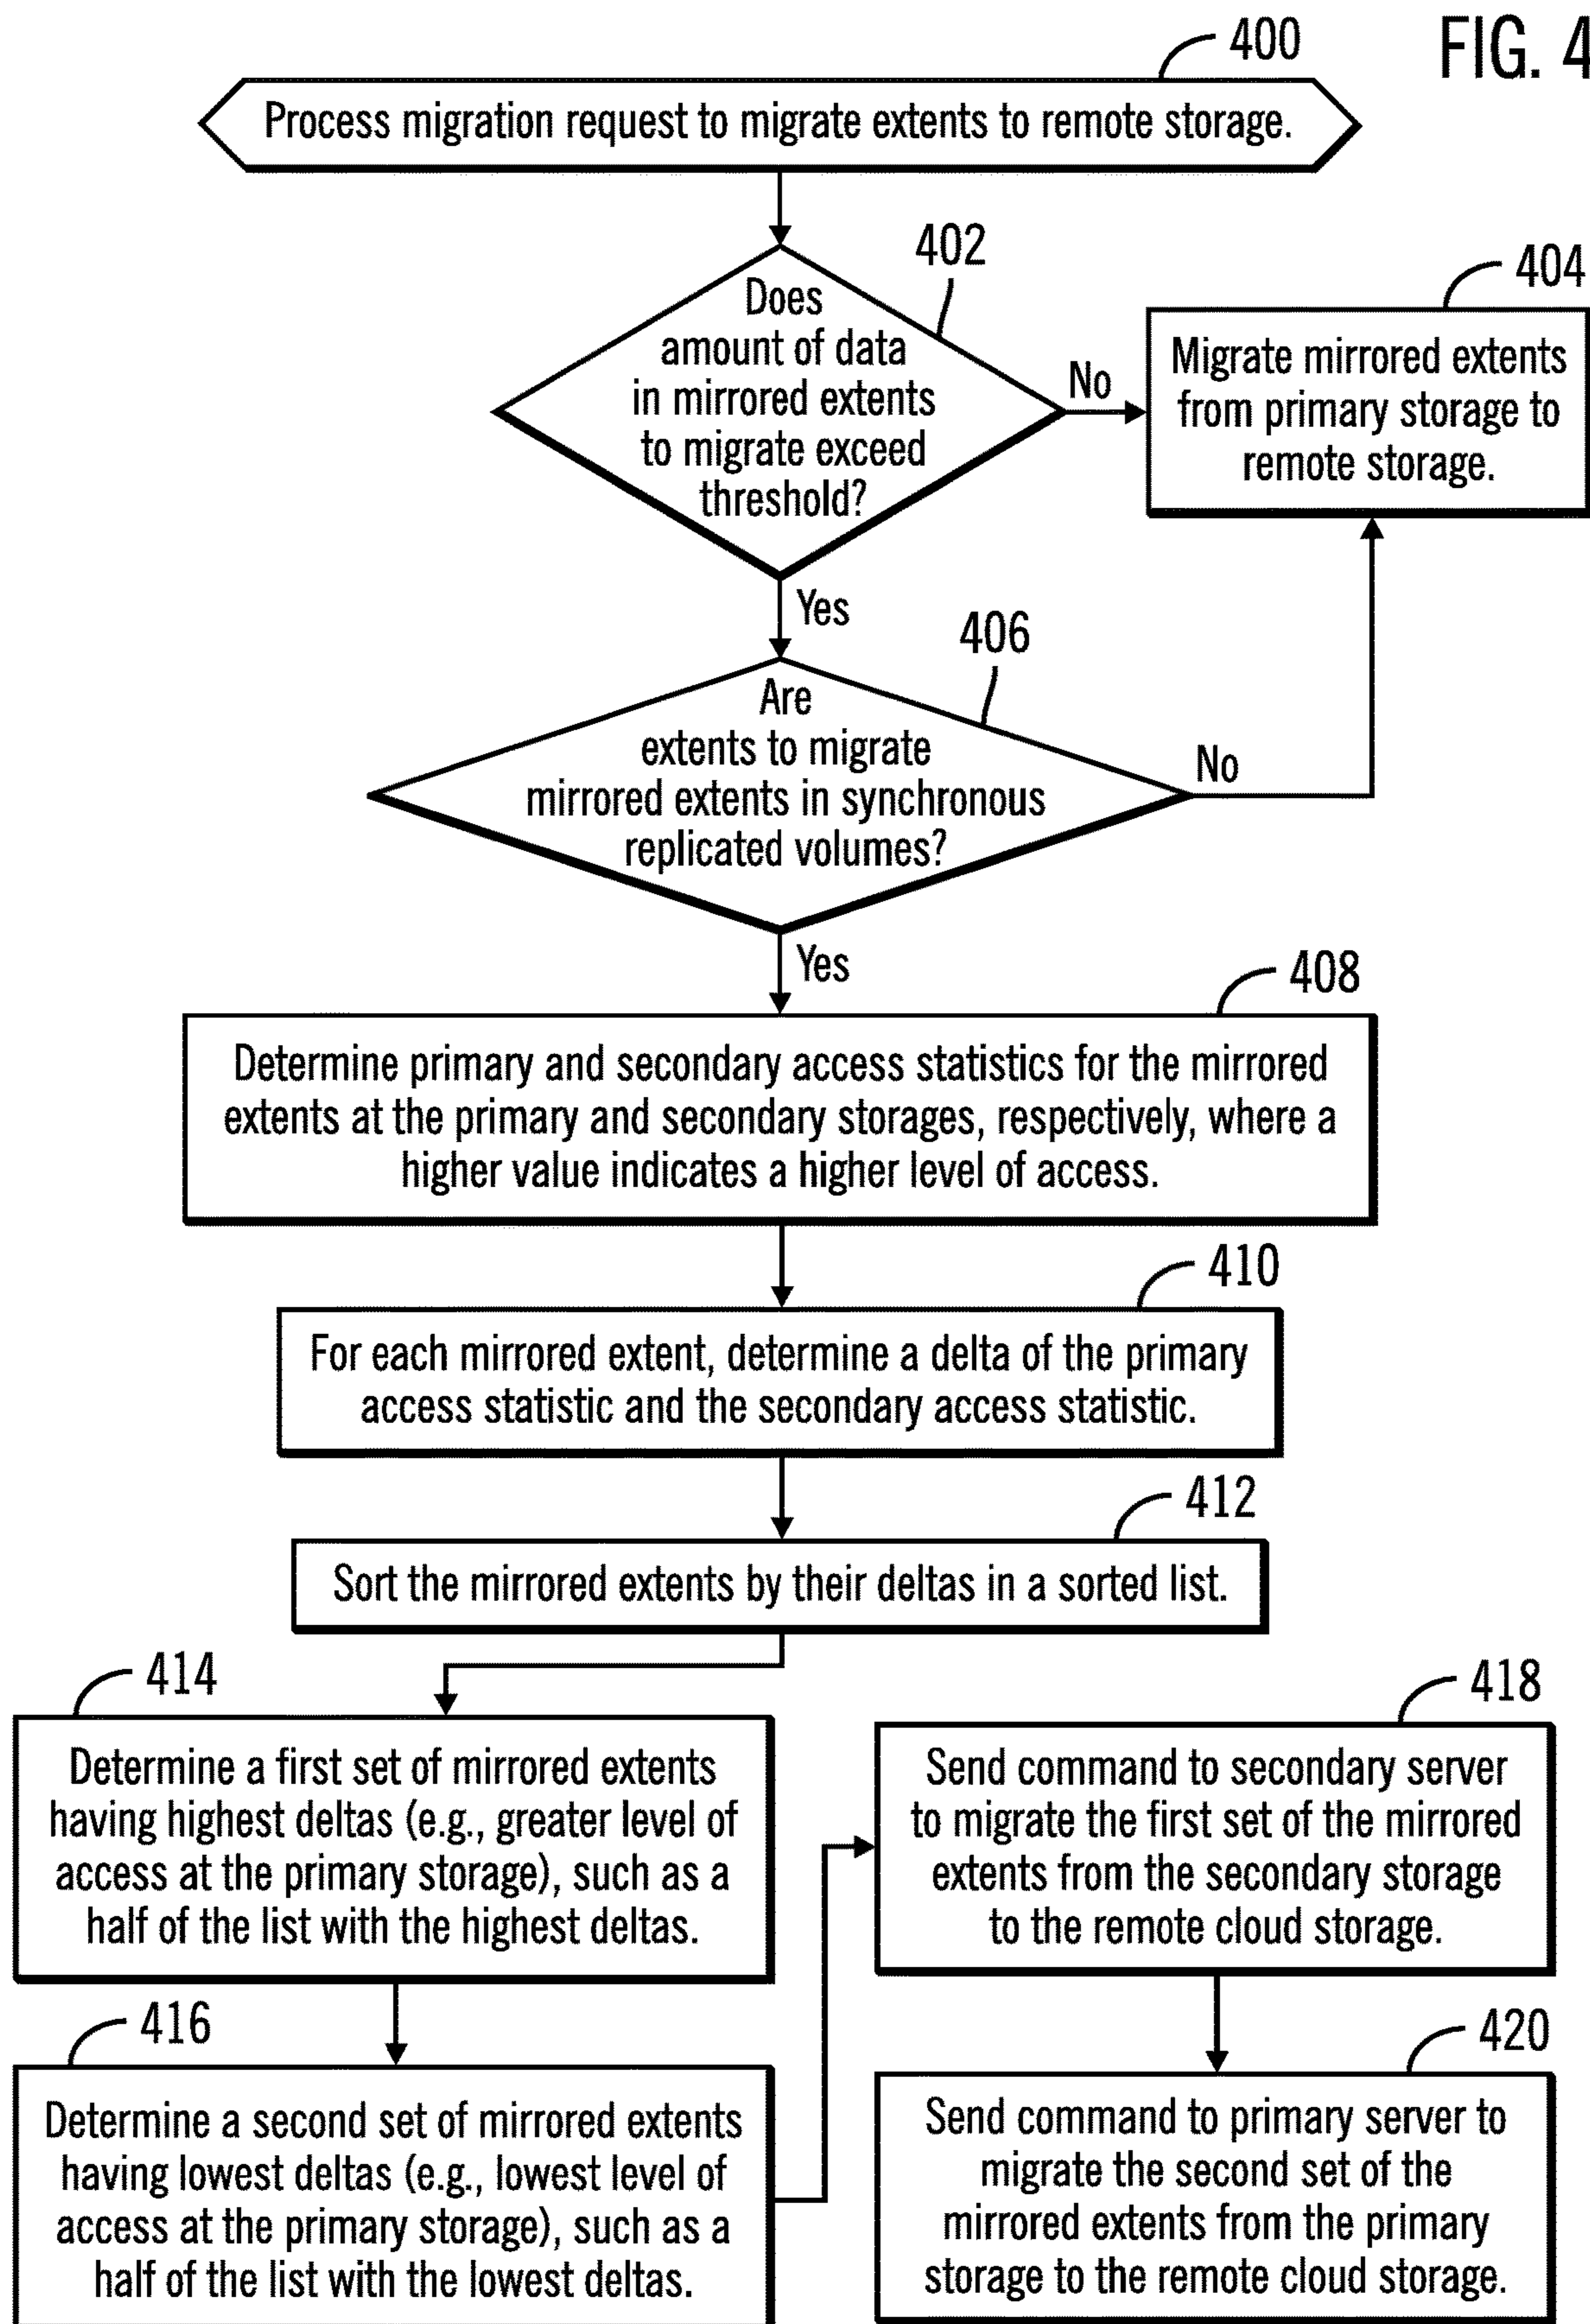 FIG. 4
400
Process migration request to migrate extents to remote storage.
402
Does
amount of data
in mirrored extents
to migrate exceed
threshold?
No
404
Migrate mirrored extents
from primary storage to
remote storage.
Yes
406
Are
extents to migrate
mirrored extents in synchronous
replicated volumes?
No
Yes
408
Determine primary and secondary access statistics for the mirrored
extents at the primary and secondary storages, respectively, where a
higher value indicates a higher level of access.
410
For each mirrored extent, determine a delta of the primary
access statistic and the secondary access statistic.
412
Sort the mirrored extents by their deltas in a sorted list.
414
Determine a first set of mirrored extents
having highest deltas (e.g., greater level of
access at the primary storage), such as a
half of the list with the highest deltas.
416
Determine a second set of mirrored extents
having lowest deltas (e.g., lowest level of
access at the primary storage), such as a
half of the list with the lowest deltas.
418
Send command to secondary server
to migrate the first set of the mirrored
extents from the secondary storage
to the remote cloud storage.
420
Send command to primary server to
migrate the second set of the
mirrored extents from the primary
storage to the remote cloud storage.